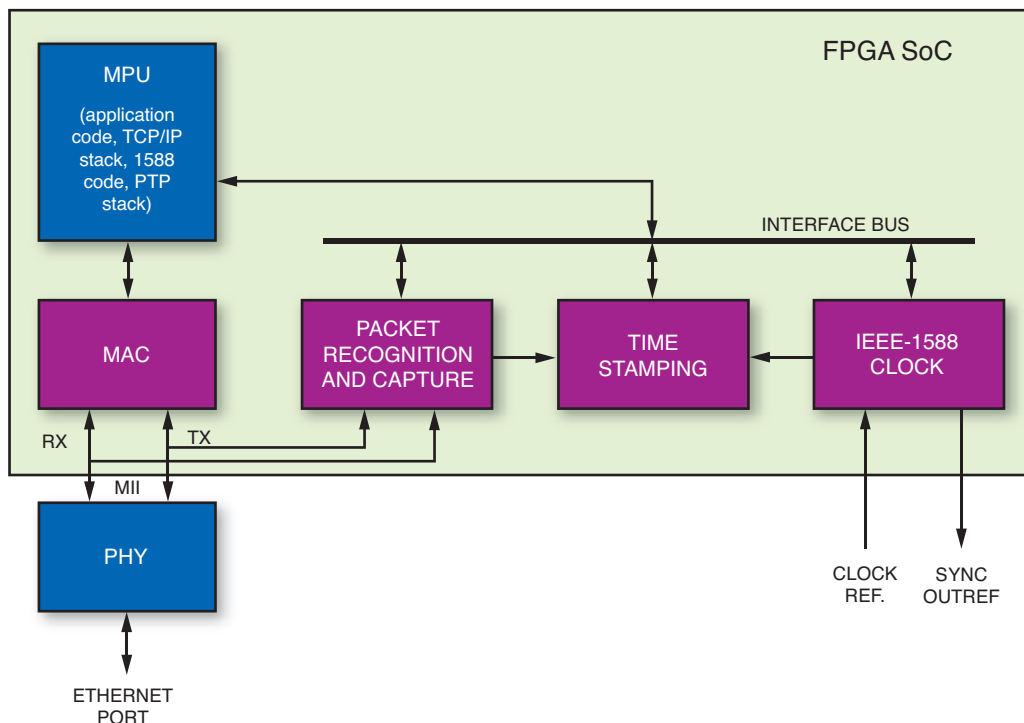 FPGA SoC
MPU
(application
code, TCP/IP
stack, 1588
code, PTP
stack)
INTERFACE BUS
MAC
PACKET
RECOGNITION
AND CAPTURE
TIME
STAMPING
IEEE-1588
CLOCK
RX
TX
MII
PHY
CLOCK
REF.
SYNC
OUTREF
ETHERNET
PORT